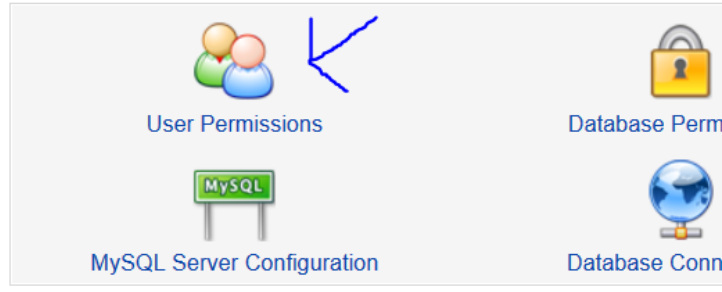 User Permissions
Database Perm
MySQL
MySQL Server Configuration
Database Conn